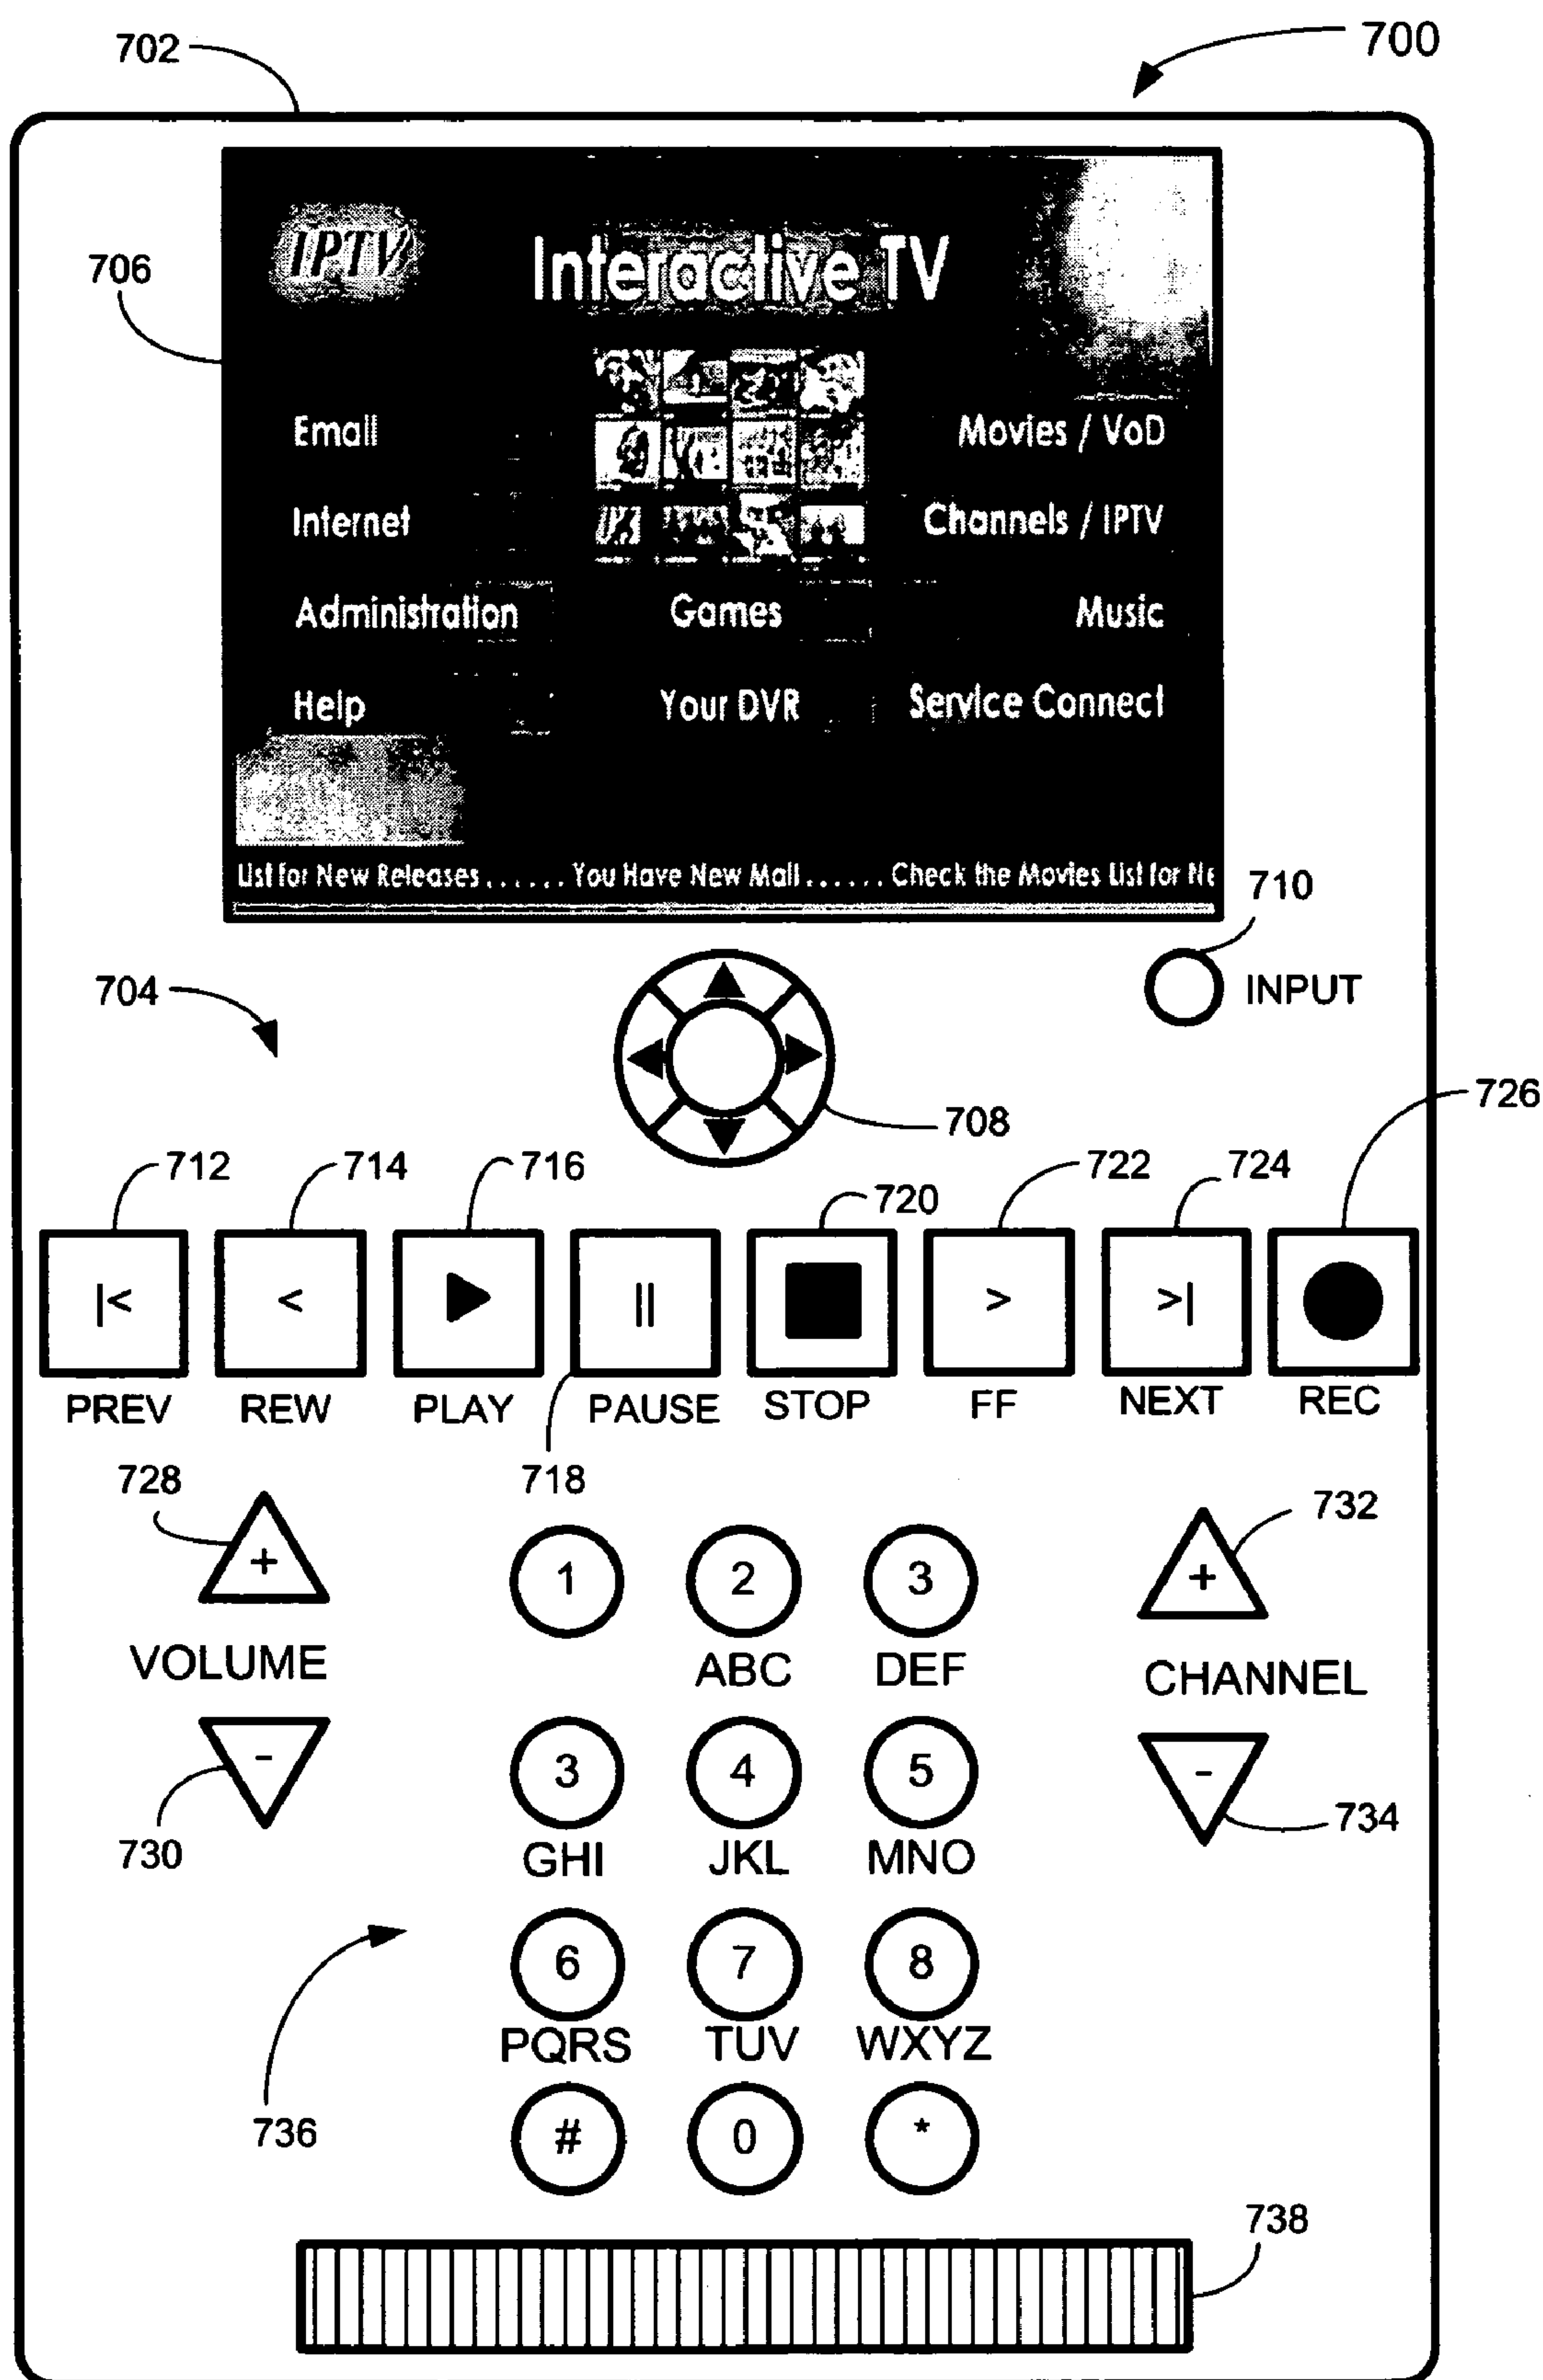 702
700
706
IPTV
Interactive TV
Email
Movies / VoD
Internet
Channels / IPTV
Administration
Games
Music
Help
Your DVR
Service Connect
List for New Releases...... You Have New Mail...... Check the Movies List for Ne
710
INPUT
704
708
726
712
714
716
720
722
724
|<
<
||
>
>|
PREV
REW
PLAY
PAUSE
STOP
FF
NEXT
REC
718
728
+
VOLUME
-
730
732
+
CHANNEL
-
734
1
2
3
ABC
DEF
3
4
5
GHI
JKL
MNO
6
7
8
PQRS
TUV
WXYZ
736
#
0
*
738